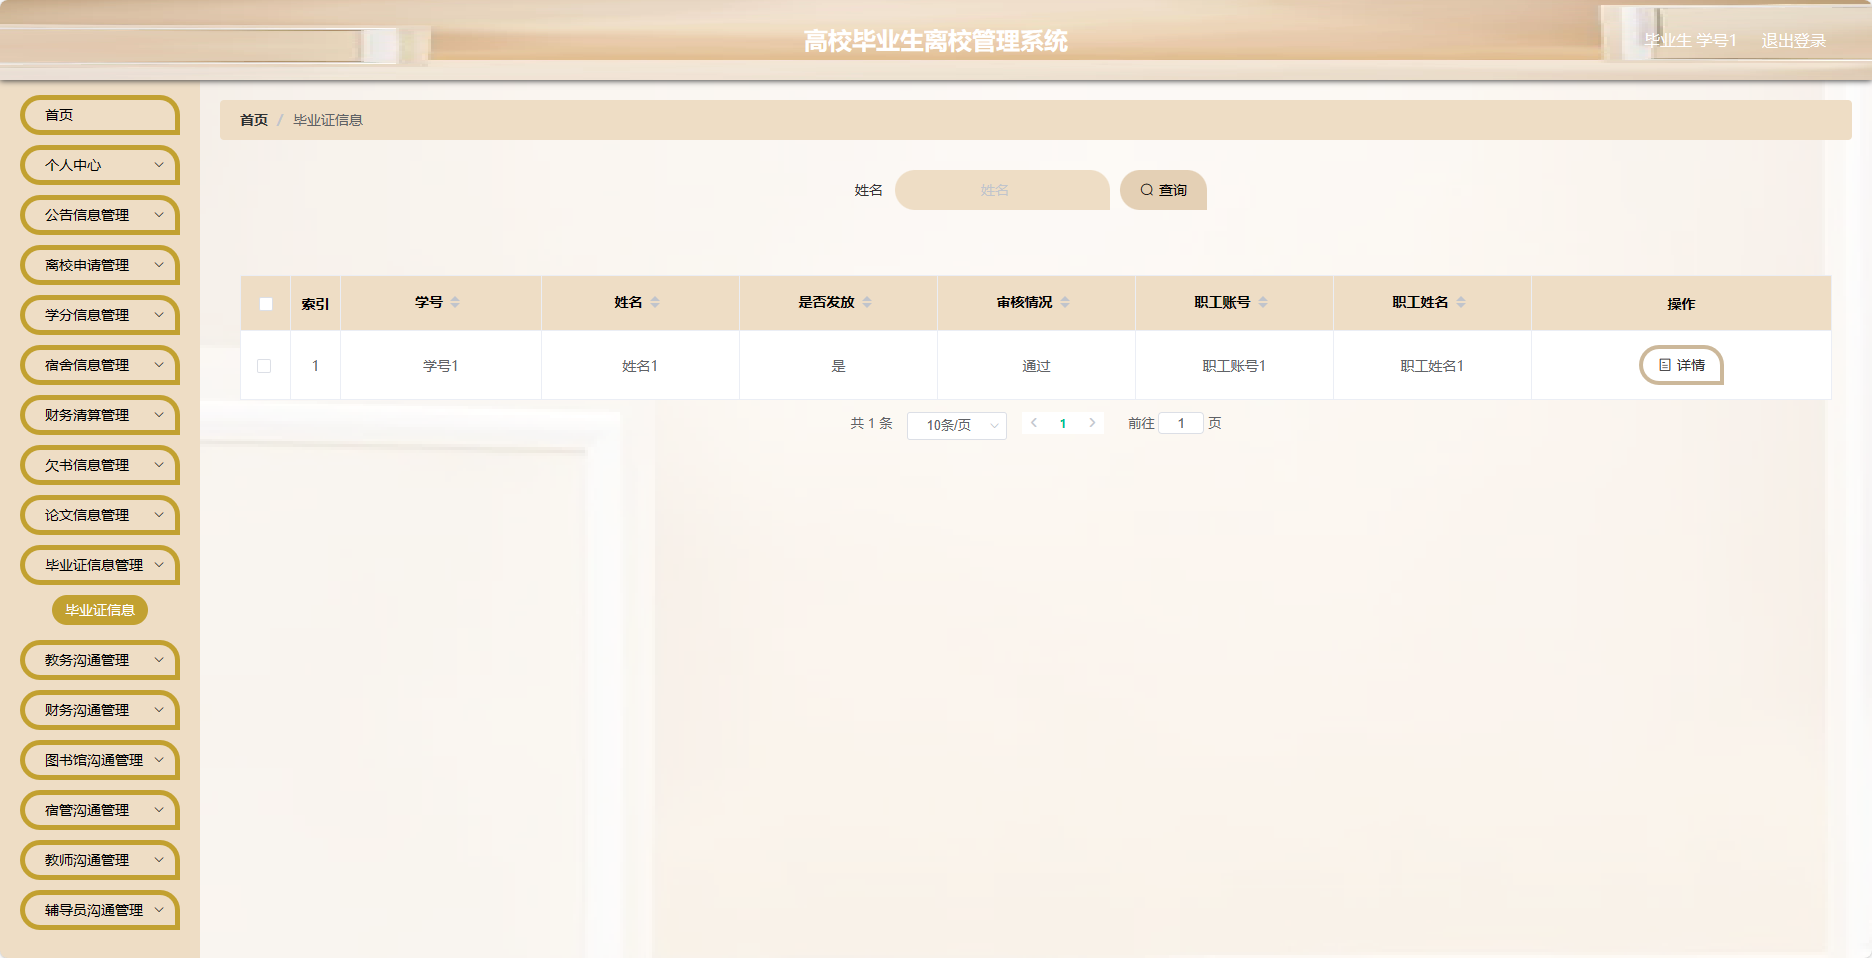 高校毕业生离校管理系统
毕业生 学号1 退出登录
首页
个人中心
公告信息管理
离校申请管理
学分信息管理
宿舍信息管理
财务清算管理
欠书信息管理
论文信息管理
毕业证信息管理
毕业证信息
教务沟通管理
财务沟通管理
图书馆沟通管理
宿管沟通管理
教师沟通管理
辅导员沟通管理
首页 / 毕业证信息
姓名 姓名 查询
索引 学号 姓名 是否发放 审核情况 职工账号 职工姓名 操作
1 学号1 姓名1 是 通过 职工账号1 职工姓名1 详情
共 1 条 10条/页 1 前往 1 页